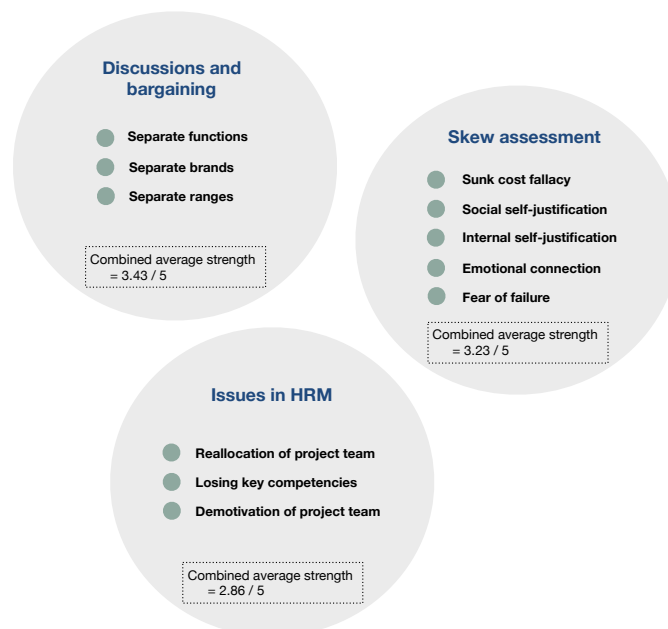 Discussions and
bargaining
Separate functions
Separate brands
Separate ranges
Combined average strength
= 3.43 / 5
Skew assessment
Sunk cost fallacy
Social self-justification
Internal self-justification
Emotional connection
Fear of failure
Combined average strength
= 3.23 / 5
Issues in HRM
Reallocation of project team
Losing key competencies
Demotivation of project team
Combined average strength
= 2.86 / 5